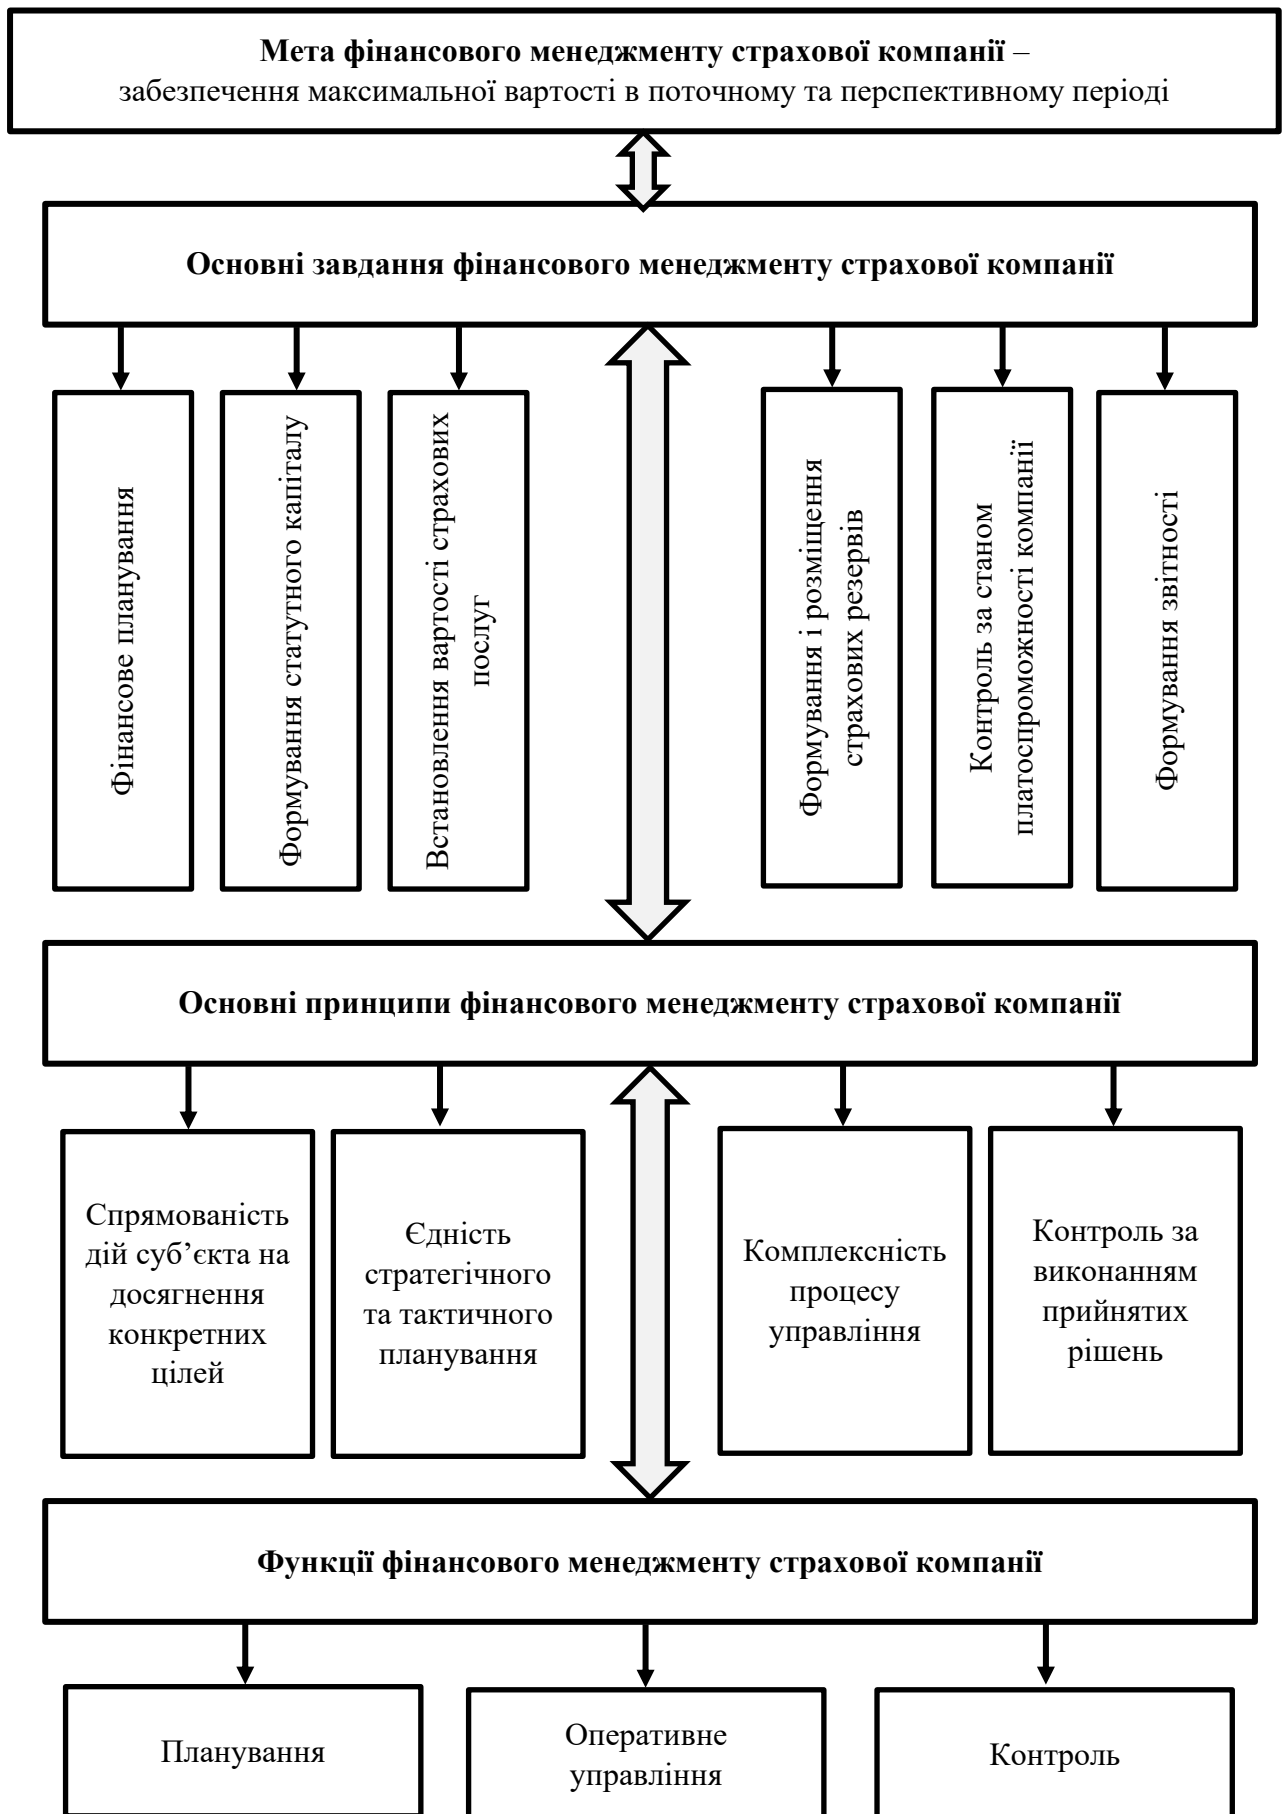 Мета фінансового менеджменту страхової компанії –
забезпечення максимальної вартості в поточному та перспективному періоді
Основні завдання фінансового менеджменту страхової компанії
Фінансове планування
Формування статутного капіталу
Встановлення вартості страхових
послуг
Формування і розміщення
страхових резервів
Контроль за станом
платоспроможності компанії
Формування звітності
Основні принципи фінансового менеджменту страхової компанії
Спрямованість
дій суб’єкта на
досягнення
конкретних
цілей
Єдність
стратегічного
та тактичного
планування
Комплексність
процесу
управління
Контроль за
виконанням
прийнятих
рішень
Функції фінансового менеджменту страхової компанії
Планування
Оперативне
управління
Контроль